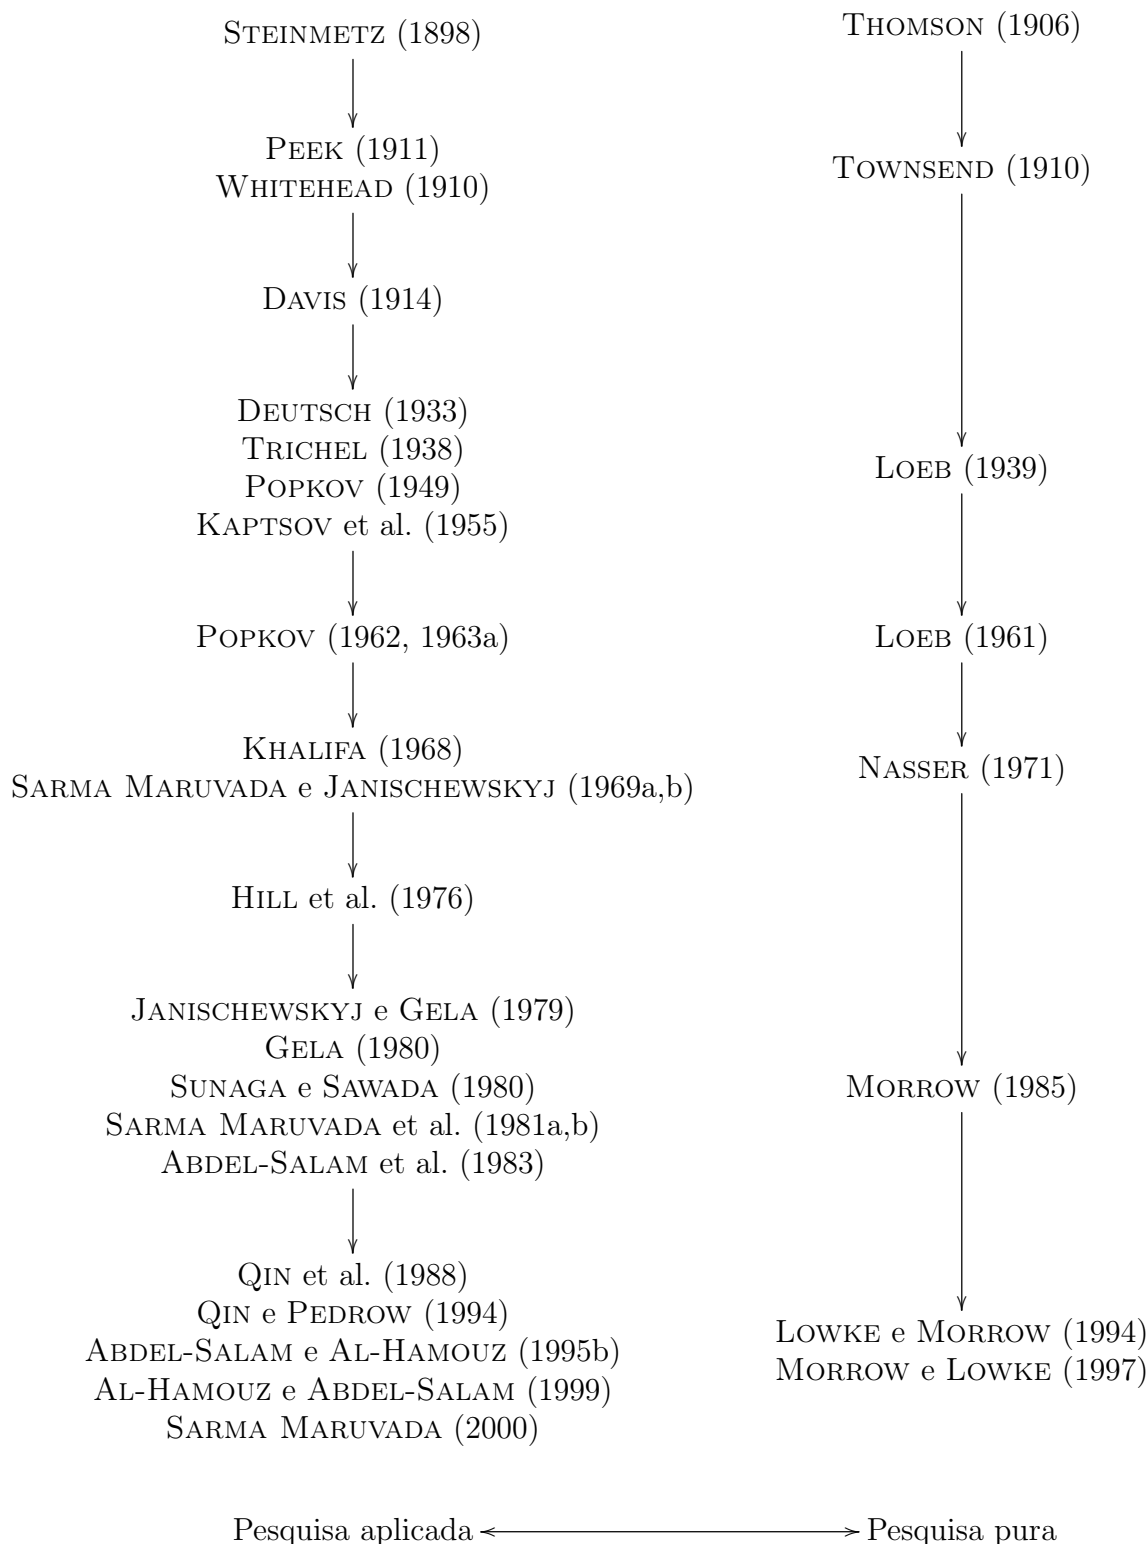 STEINMETZ (1898)
PEEK (1911)
WHITEHEAD (1910)
DAVIS (1914)
DEUTSCH (1933)
TRICHEL (1938)
POPKOV (1949)
KAPTSOV et al. (1955)
POPKOV (1962, 1963a)
KHALIFA (1968)
SARMA MARUVADA e JANISCHEWSKYJ (1969a,b)
HILL et al. (1976)
JANISCHEWSKYJ e GELA (1979)
GELA (1980)
SUNAGA e SAWADA (1980)
SARMA MARUVADA et al. (1981a,b)
ABDEL-SALAM et al. (1983)
QIN et al. (1988)
QIN e PEDROW (1994)
ABDEL-SALAM e AL-HAMOUZ (1995b)
AL-HAMOUZ e ABDEL-SALAM (1999)
SARMA MARUVADA (2000)
THOMSON (1906)
TOWNSEND (1910)
LOEB (1939)
LOEB (1961)
NASSER (1971)
MORROW (1985)
LOWKE e MORROW (1994)
MORROW e LOWKE (1997)
Pesquisa aplicada
Pesquisa pura